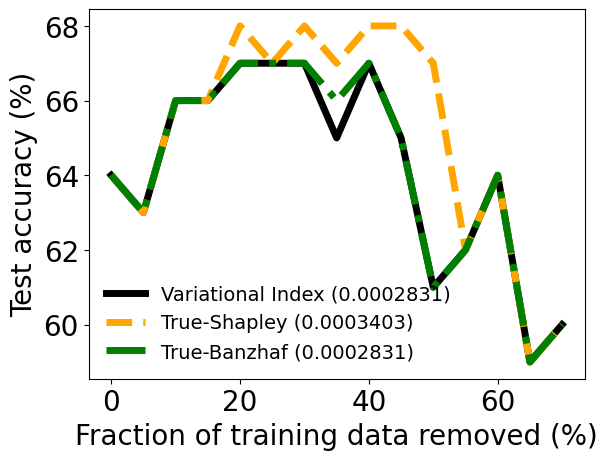 68
66
64
62
60
Test accuracy (%)
Variational Index (0.0002831)
True-Shapley (0.0003403)
True-Banzhaf (0.0002831)
0 20 40 60
Fraction of training data removed (%)